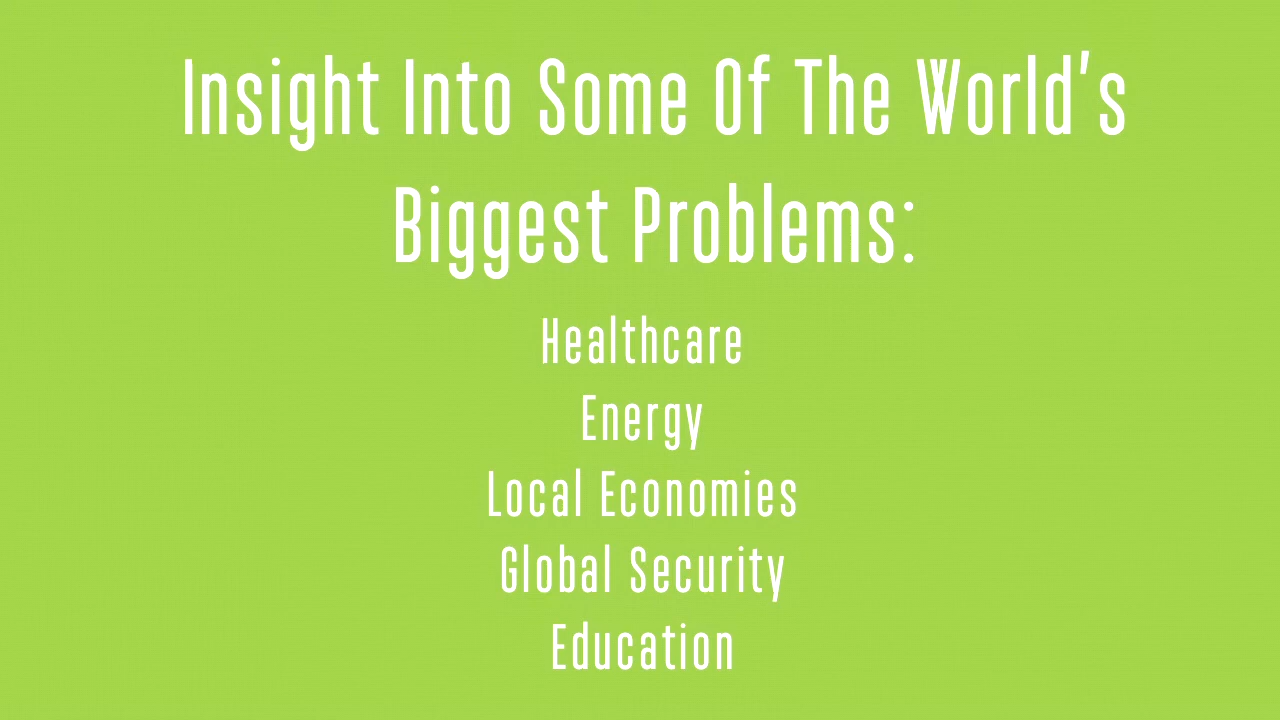 Insight Into Some Of The World's
Biggest Problems:
Healthcare
Energy
Local Economies
Global Security
Education